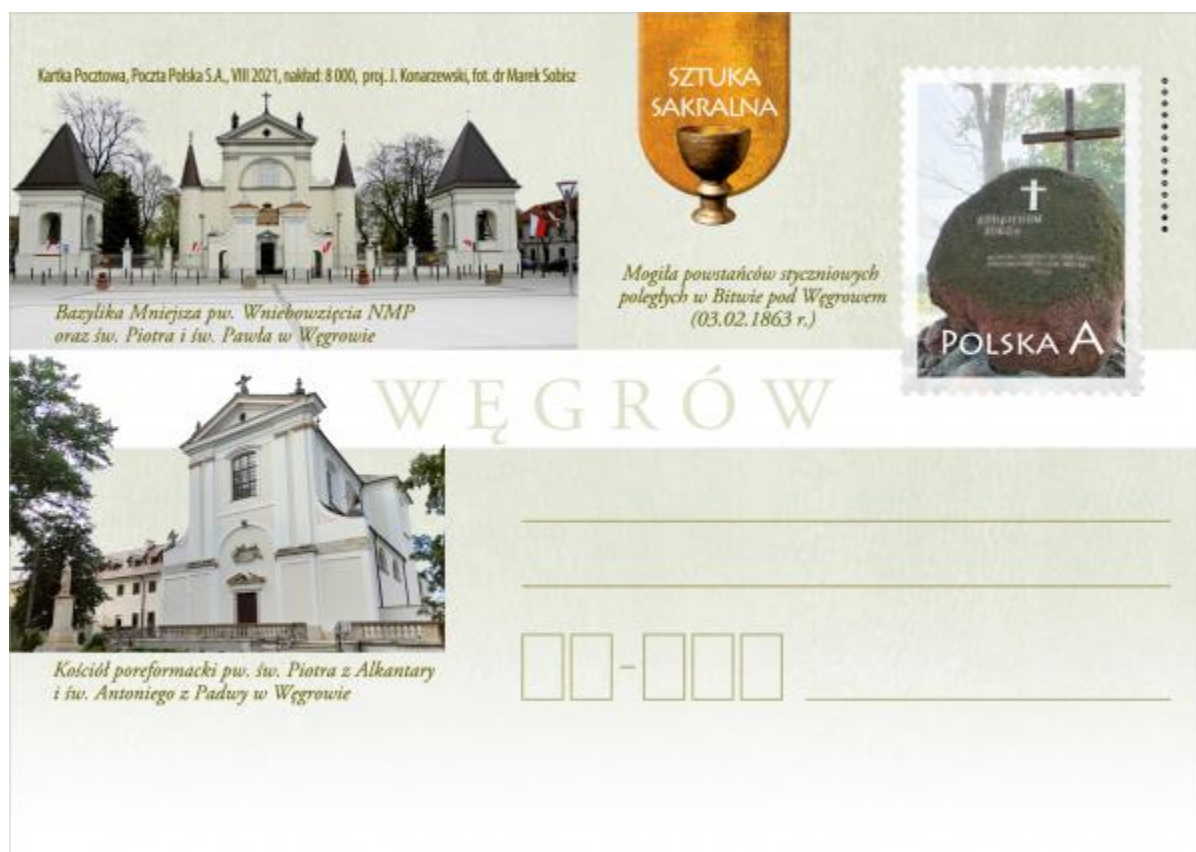 Kartka Pocztowa, Poczta Polska S.A., VIII 2021, nakład: 8 000, proj. J. Konarzewski, fot. dr Marek Sobisz
SZTUKA
SAKRALNA
Mogiła powstańców styczniowych
poległych w Bitwie pod Węgrowem
(03.02.1863 r.)
POLSKA A
Bazylika Mniejsza pw. Wniebowzięcia NMP
oraz św. Piotra i św. Pawła w Węgrowie
WĘGRÓW
Kościół poreformacki pw. św. Piotra z Alkantary
i św. Antoniego z Padwy w Węgrowie